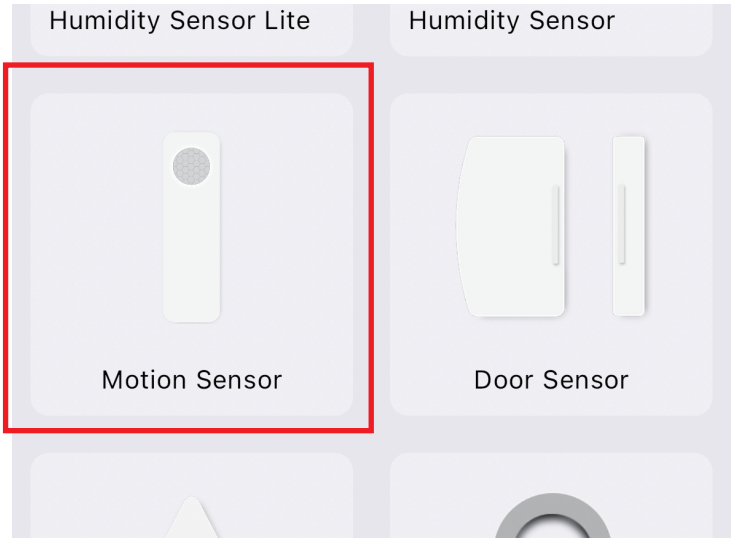 Humidity Sensor Lite
Humidity Sensor
Motion Sensor
Door Sensor